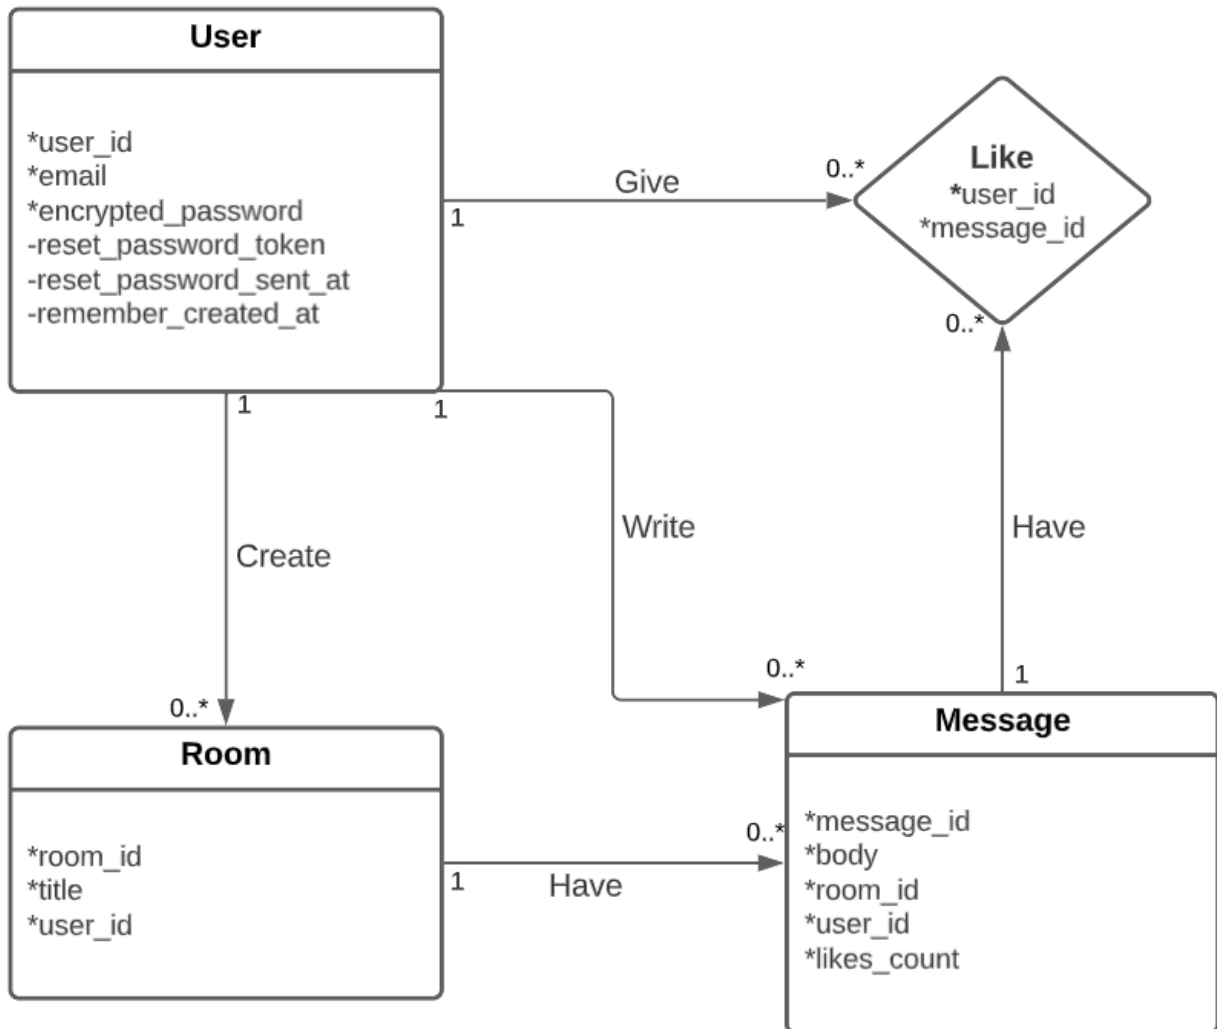 User
*user_id
*email
*encrypted_password
-reset_password_token
-reset_password_sent_at
-remember_created_at
1
Give
0..*
Like
*user_id
*message_id
0..*
1
1
Create
Write
Have
0..*
0..*
1
Room
*room_id
*title
*user_id
1
Have
0..*
Message
*message_id
*body
*room_id
*user_id
*likes_count